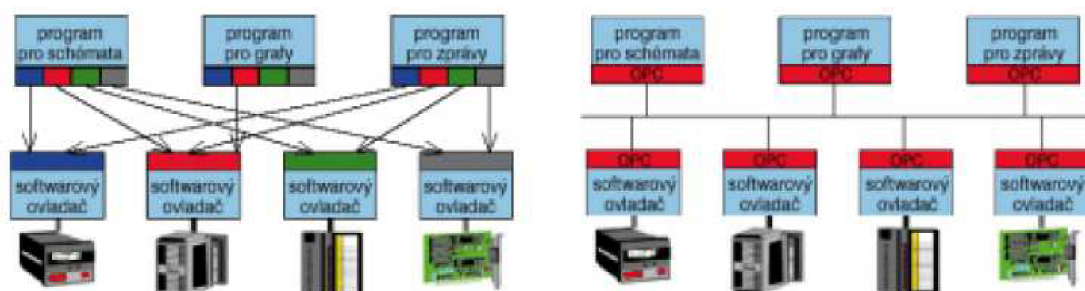 program
pro schémata
program
pro grafy
program
pro zprávy
softwarový
ovladač
softwarový
ovladač
softwarový
ovladač
softwarový
ovladač
program
pro schémata
OPC
program
pro grafy
OPC
program
pro zprávy
OPC
OPC
softwarový
ovladač
OPC
softwarový
ovladač
OPC
softwarový
ovladač
OPC
softwarový
ovladač